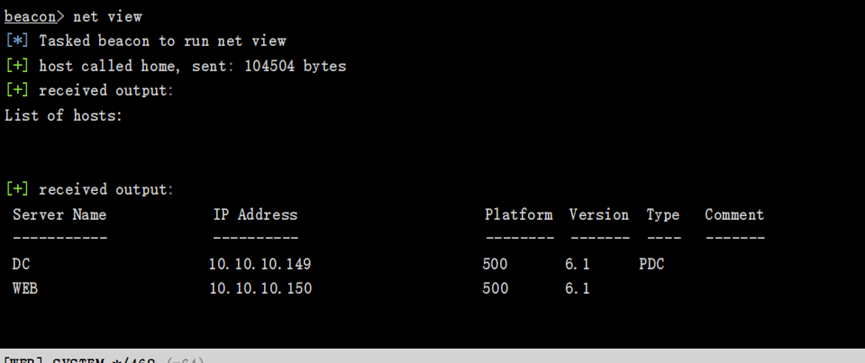 beacon> net view
[*] Tasked beacon to run net view
[+] host called home, sent: 104504 bytes
[+] received output:
List of hosts:
[+] received output:
Server Name IP Address Platform Version Type Comment
----------- ---------- -------- ------- ---- -------
DC 10.10.10.149 500 6.1 PDC
WEB 10.10.10.150 500 6.1
[WEB] SYSTEM */468 (x64)